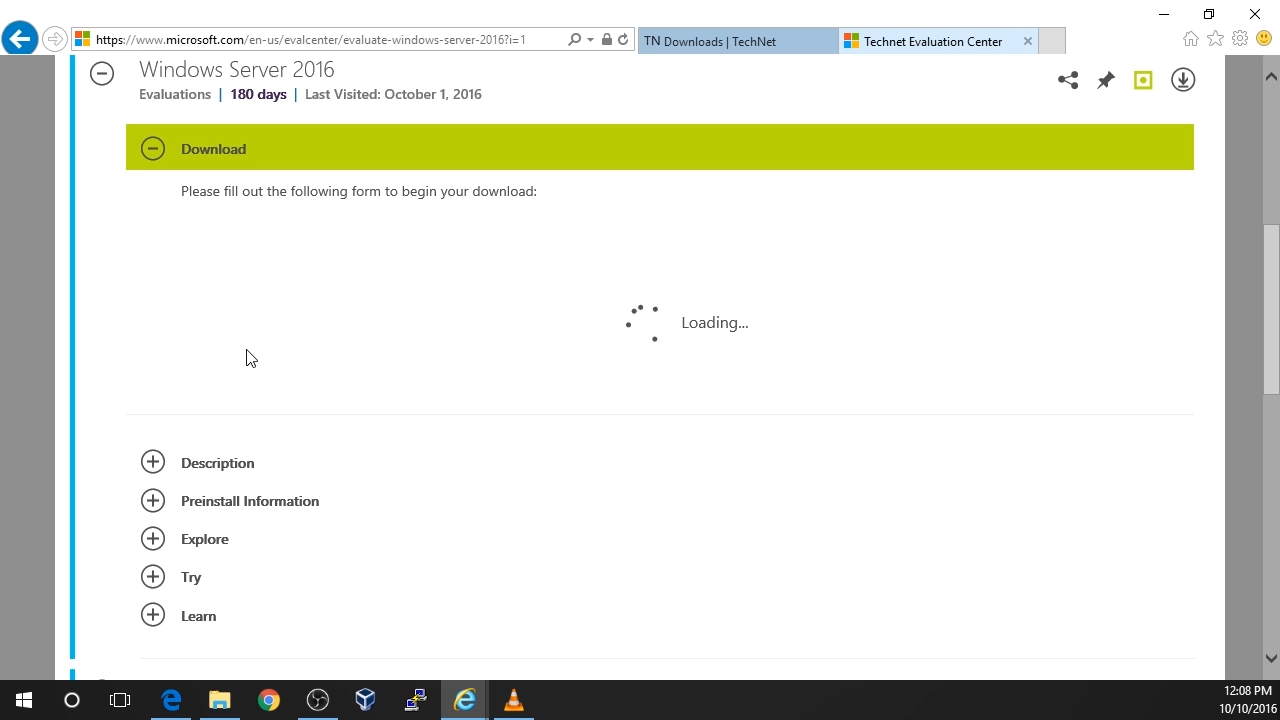 https://www.microsoft.com/en-us/evalcenter/evaluate-windows-server-2016?i=1
TN Downloads | TechNet
Technet Evaluation Center
Windows Server 2016
Evaluations | 180 days | Last Visited: October 1, 2016
Download
Please fill out the following form to begin your download:
Loading...
Description
Preinstall Information
Explore
Try
Learn
12:08 PM
10/10/2016